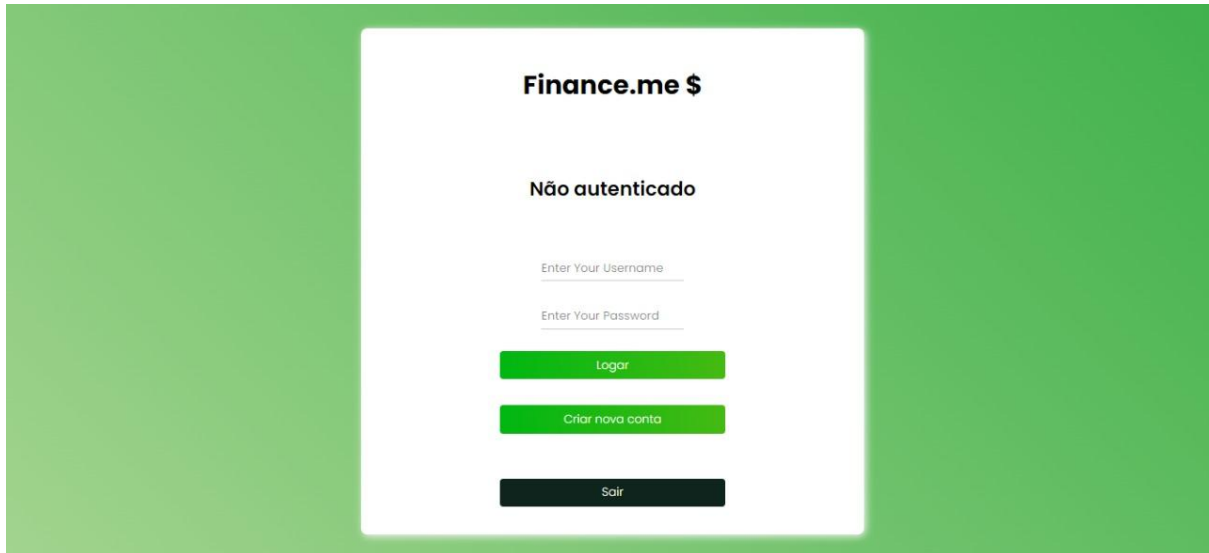 Finance.me $
Não autenticado
Enter Your Username
Enter Your Password
Logar
Criar nova conta
Sair